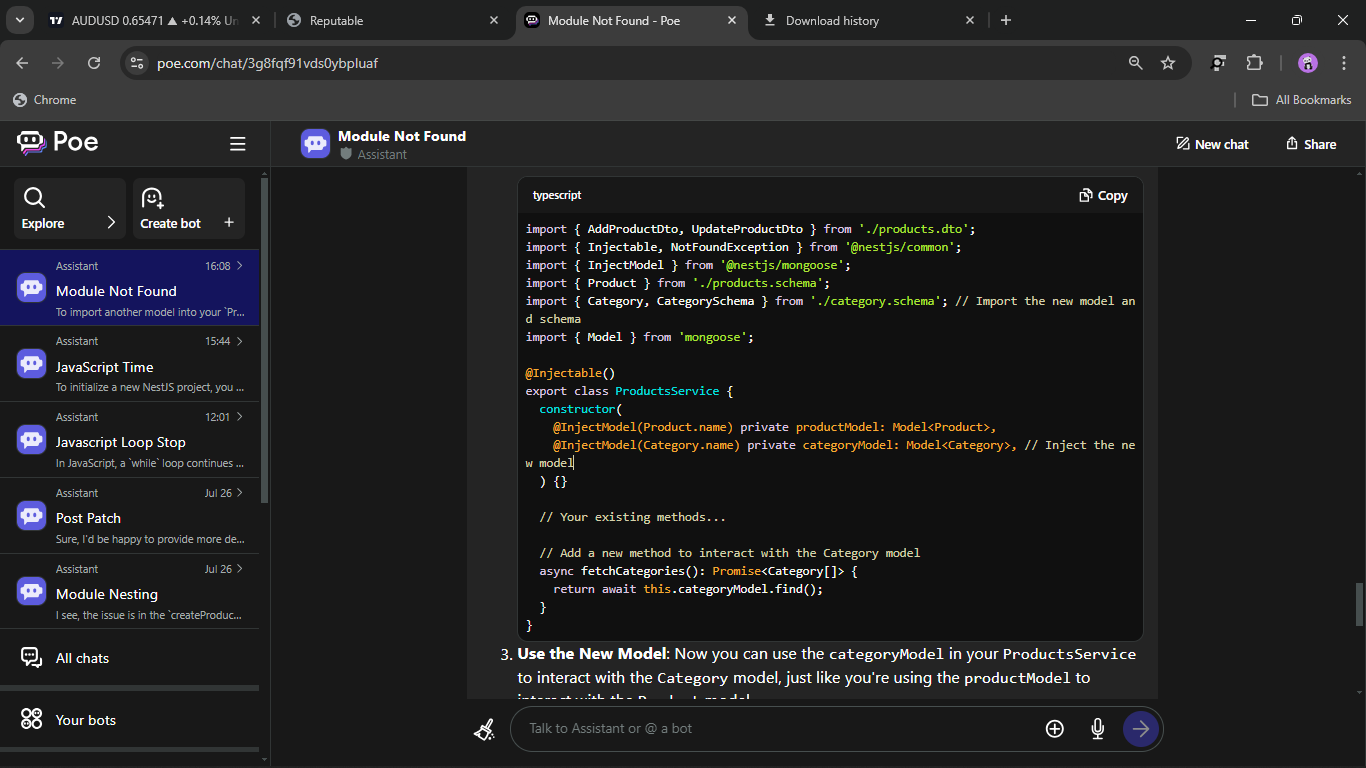 AUDUSD 0.65471 ▲ +0.14% Un
Reputable
Module Not Found - Poe
Download history
poe.com/chat/3g8fqf91vds0ybpluaf
Chrome
All Bookmarks
Poe
Explore
Create bot +
Assistant 16:08
Module Not Found
To import another model into your `Pr...
Assistant 15:44
JavaScript Time
To initialize a new NestJS project, you ...
Assistant 12:01
Javascript Loop Stop
In JavaScript, a `while` loop continues ...
Assistant Jul 26
Post Patch
Sure, I'd be happy to provide more de...
Assistant Jul 26
Module Nesting
I see, the issue is in the `createProduc...
All chats
Your bots
Module Not Found
Assistant
New chat
Share
typescript
Copy
import { AddProductDto, UpdateProductDto } from './products.dto';
import { Injectable, NotFoundException } from '@nestjs/common';
import { InjectModel } from '@nestjs/mongoose';
import { Product } from './products.schema';
import { Category, CategorySchema } from './category.schema'; // Import the new model an
d schema
import { Model } from 'mongoose';
@Injectable()
export class ProductsService {
constructor(
@InjectModel(Product.name) private productModel: Model<Product>,
@InjectModel(Category.name) private categoryModel: Model<Category>, // Inject the ne
w model
) {}
// Your existing methods...
// Add a new method to interact with the Category model
async fetchCategories(): Promise<Category[]> {
return await this.categoryModel.find();
}
}
3. Use the New Model: Now you can use the categoryModel in your ProductsService
to interact with the Category model, just like you're using the productModel to
Talk to Assistant or @ a bot